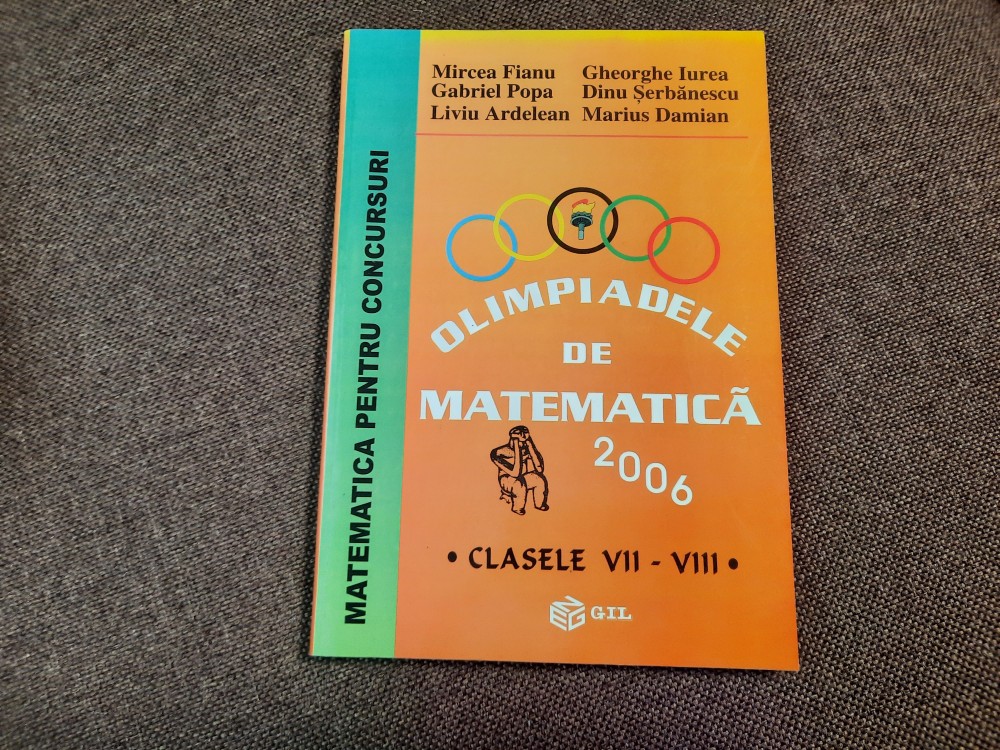 Mircea Fianu Gheorghe Iurea
Gabriel Popa Dinu Șerbănescu
Liviu Ardelean Marius Damian
MATEMATICA PENTRU CONCURSURI
OLIMPIADELE
DE
MATEMATICĂ
2006
• CLASELE VII - VIII •
GIL